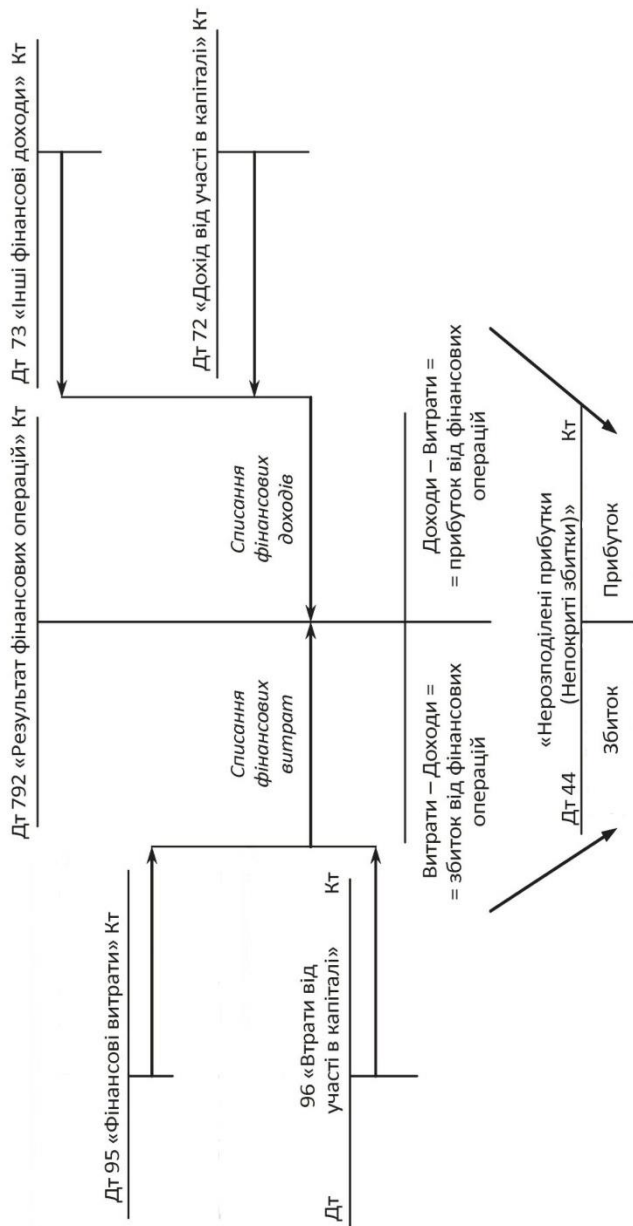 Дт 95 «Фінансові витрати» Кт
Дт 792 «Результат фінансових операцій» Кт
Дт 73 «Інші фінансові доходи» Кт
96 «Втрати від
участі в капіталі»
Дт
Кт
Списання
фінансових
витрат
Списання
фінансових
доходів
Дт 72 «Дохід від участі в капіталі» Кт
Витрати – Доходи =
= збиток від фінансових
операцій
Доходи – Витрати =
= прибуток від фінансових
операцій
Дт 44
«Нерозподілені прибутки
(Непокриті збитки)»
Кт
Збиток
Прибуток